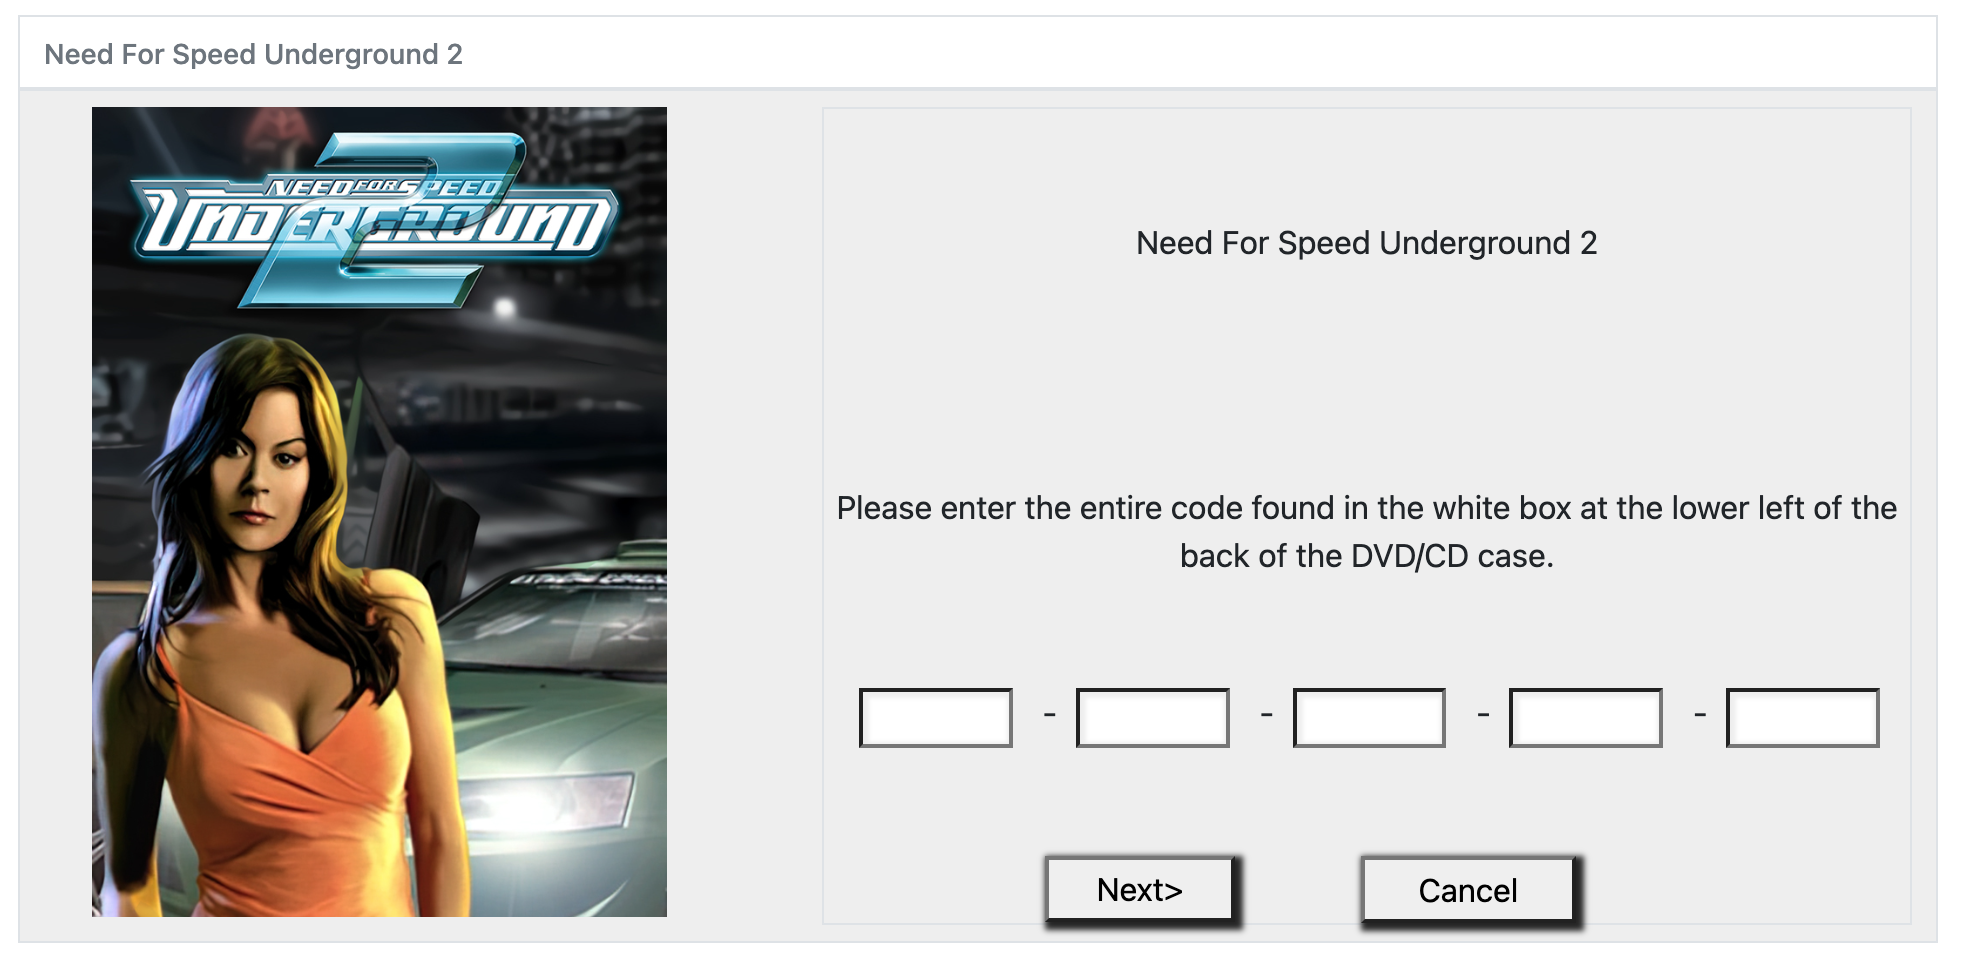 Need For Speed Underground 2
NEED FOR SPEED
UNDERGROUND
2
Need For Speed Underground 2
Please enter the entire code found in the white box at the lower left of the
back of the DVD/CD case.
- - - -
Next>
Cancel